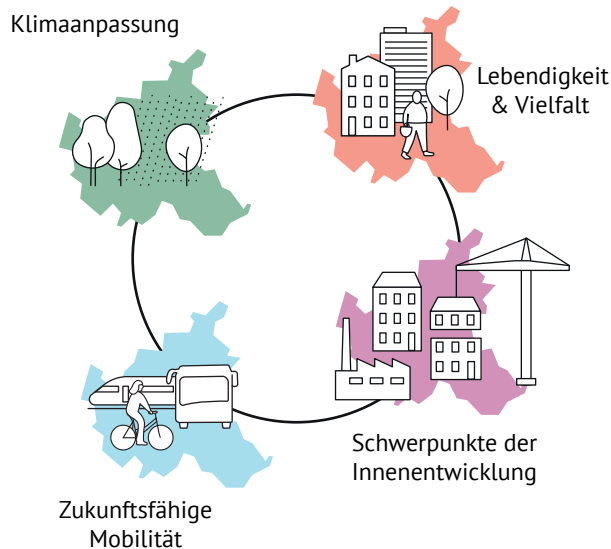 Klimaanpassung
Lebendigkeit
& Vielfalt
Schwerpunkte der
Innenentwicklung
Zukunftsfähige
Mobilität